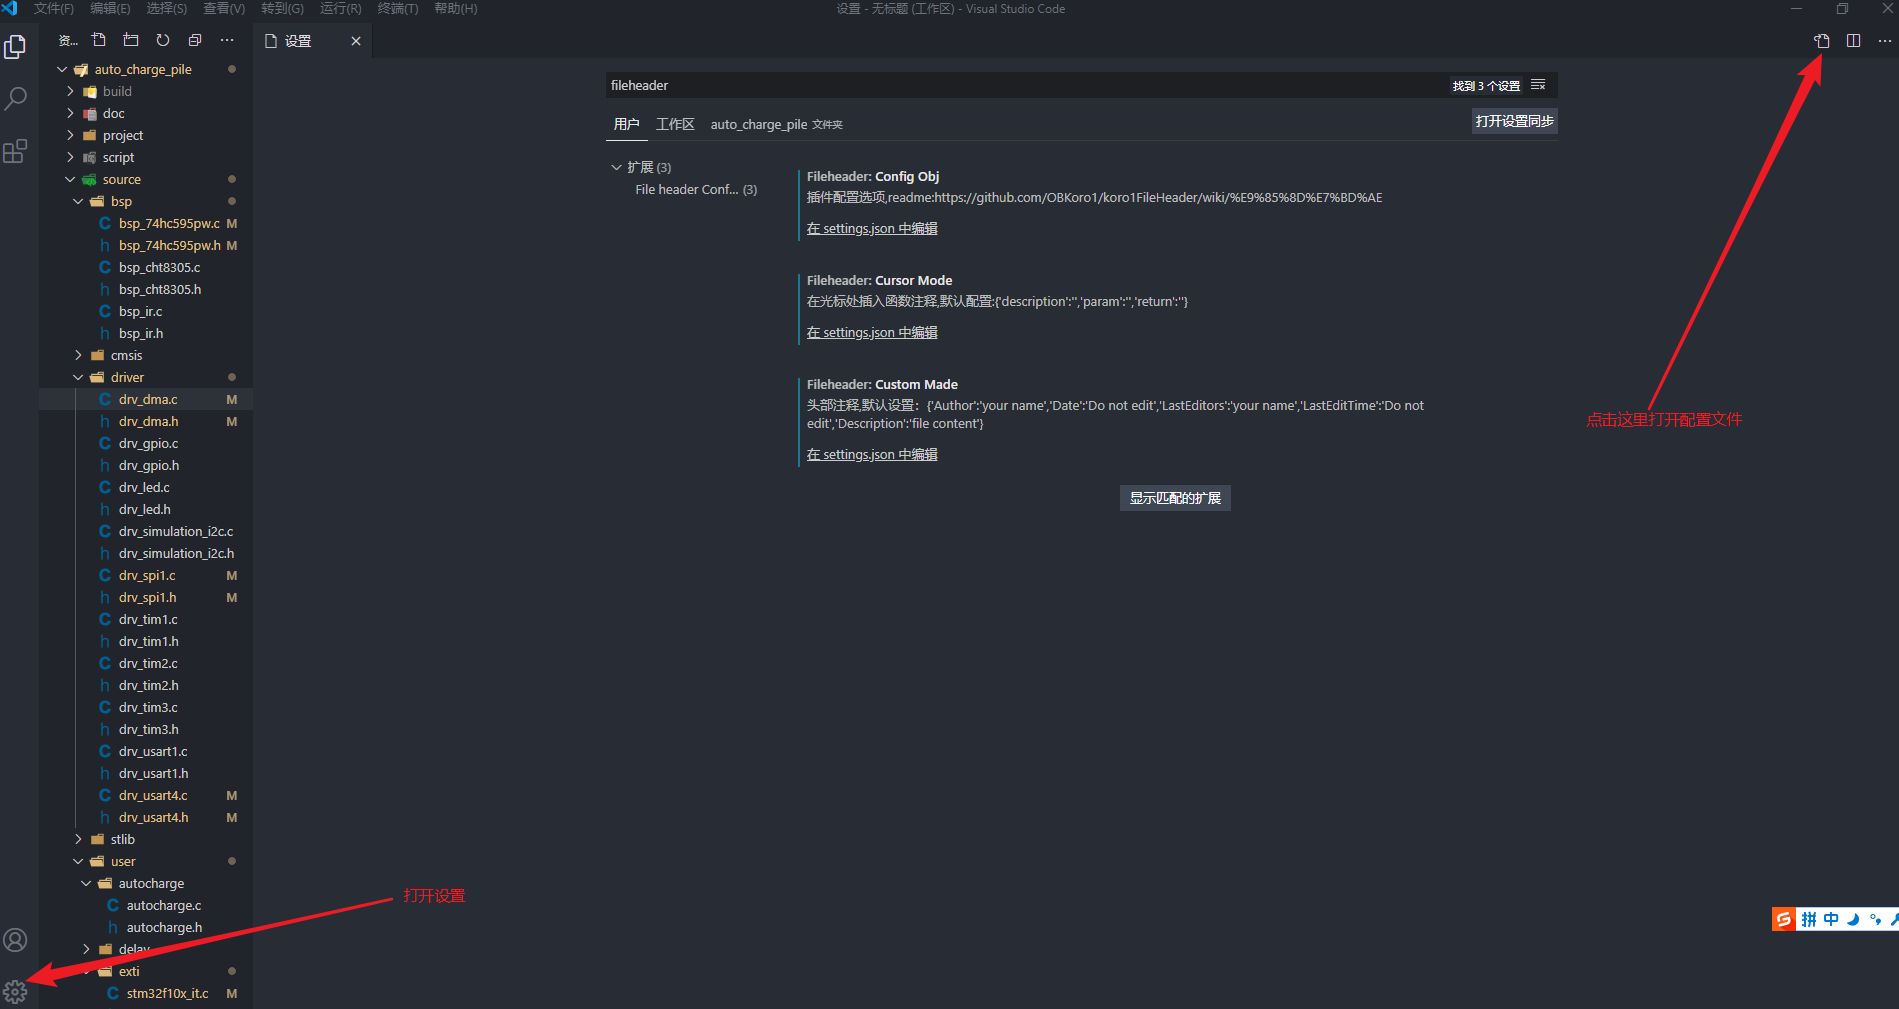 文件(F) 编辑(E) 选择(S) 查看(V) 转到(G) 运行(R) 终端(T) 帮助(H)
设置 - 无标题 (工作区) - Visual Studio Code
资...
设置
auto_charge_pile
build
doc
project
script
source
bsp
bsp_74hc595pw.c M
bsp_74hc595pw.h M
bsp_cht8305.c
bsp_cht8305.h
bsp_ir.c
bsp_ir.h
cmsis
driver
drv_dma.c M
drv_dma.h M
drv_gpio.c
drv_gpio.h
drv_led.c
drv_led.h
drv_simulation_i2c.c
drv_simulation_i2c.h
drv_spi1.c M
drv_spi1.h M
drv_tim1.c
drv_tim1.h
drv_tim2.c
drv_tim2.h
drv_tim3.c
drv_tim3.h
drv_usart1.c
drv_usart1.h
drv_usart4.c M
drv_usart4.h M
stlib
user
autocharge
autocharge.c
autocharge.h
delay
exti
stm32f10x_it.c M
fileheader
找到 3 个设置
用户 工作区 auto_charge_pile 文件夹
打开设置同步
扩展 (3)
File header Conf... (3)
Fileheader: Config Obj
插件配置选项,readme:https://github.com/OBKoro1/koro1FileHeader/wiki/%E9%85%8D%E7%BD%AE
在 settings.json 中编辑
Fileheader: Cursor Mode
在光标处插入函数注释,默认配置:{'description':'','param':'','return':''}
在 settings.json 中编辑
Fileheader: Custom Made
头部注释,默认设置：{'Author':'your name','Date':'Do not edit','LastEditors':'your name','LastEditTime':'Do not
edit','Description':'file content'}
在 settings.json 中编辑
显示匹配的扩展
点击这里打开配置文件
打开设置
拼 中